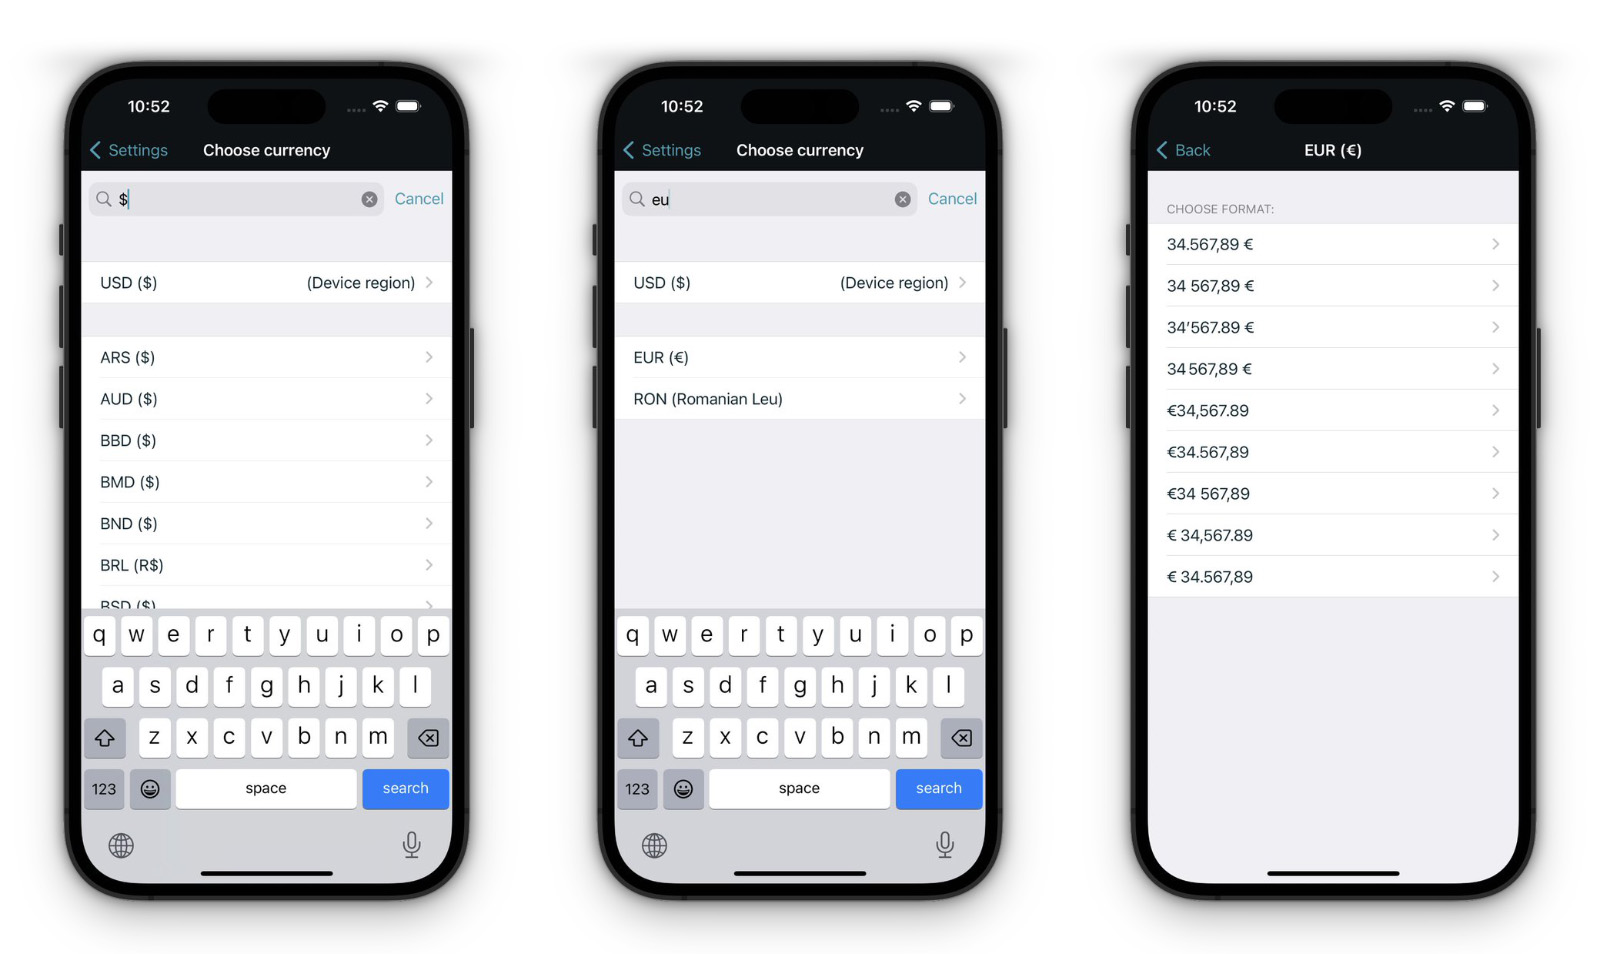 10:52
Settings
Choose currency
$
Cancel
USD ($)
(Device region)
ARS ($)
AUD ($)
BBD ($)
BMD ($)
BND ($)
BRL (R$)
BSD ($)
q w e r t y u i o p
a s d f g h j k l
z x c v b n m
123
space
search
10:52
Settings
Choose currency
eu
Cancel
USD ($)
(Device region)
EUR (€)
RON (Romanian Leu)
q w e r t y u i o p
a s d f g h j k l
z x c v b n m
123
space
search
10:52
Back
EUR (€)
CHOOSE FORMAT:
34.567,89 €
34 567,89 €
34’567.89 €
34 567,89 €
€34,567.89
€34.567,89
€34 567,89
€ 34,567.89
€ 34.567,89